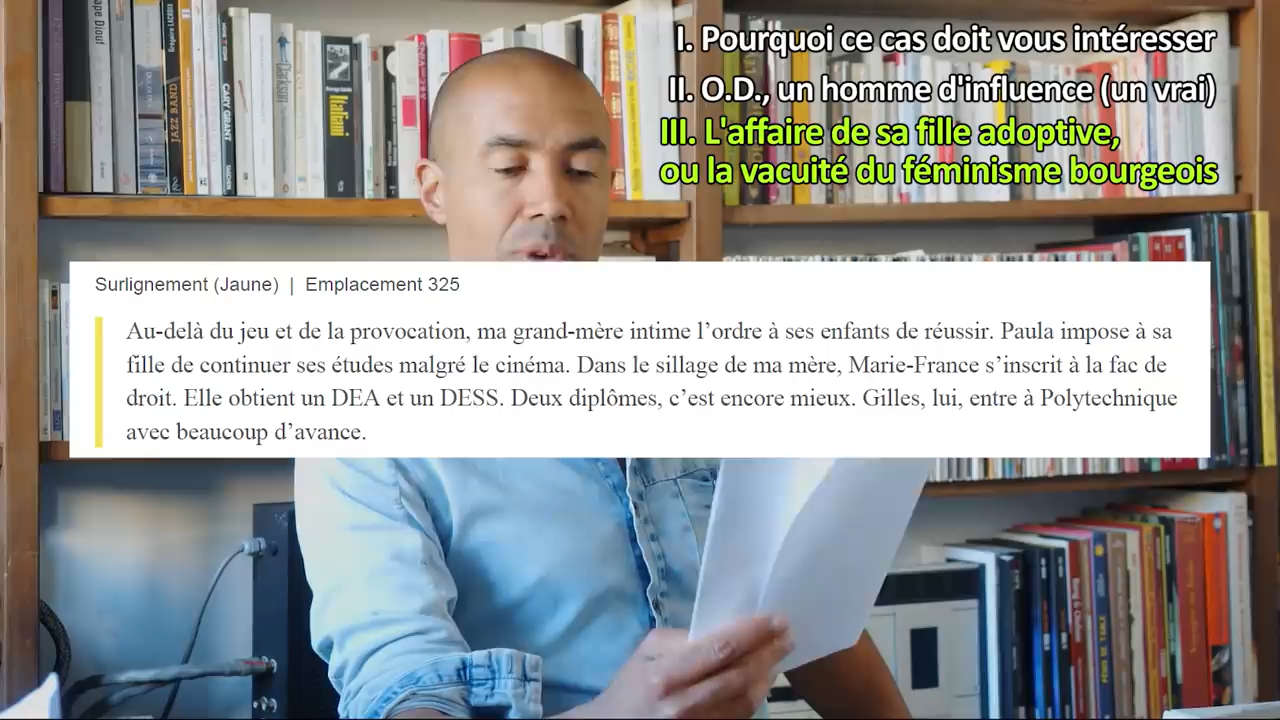 I. Pourquoi ce cas doit vous intéresser
II. O.D., un homme d'influence (un vrai)
III. L'affaire de sa fille adoptive,
ou la vacuité du féminisme bourgeois
Surlignement (Jaune) | Emplacement 325
Au-delà du jeu et de la provocation, ma grand-mère intime l’ordre à ses enfants de réussir. Paula impose à sa
fille de continuer ses études malgré le cinéma. Dans le sillage de ma mère, Marie-France s’inscrit à la fac de
droit. Elle obtient un DEA et un DESS. Deux diplômes, c’est encore mieux. Gilles, lui, entre à Polytechnique
avec beaucoup d’avance.
JAZZ BAND
CARY GRANT